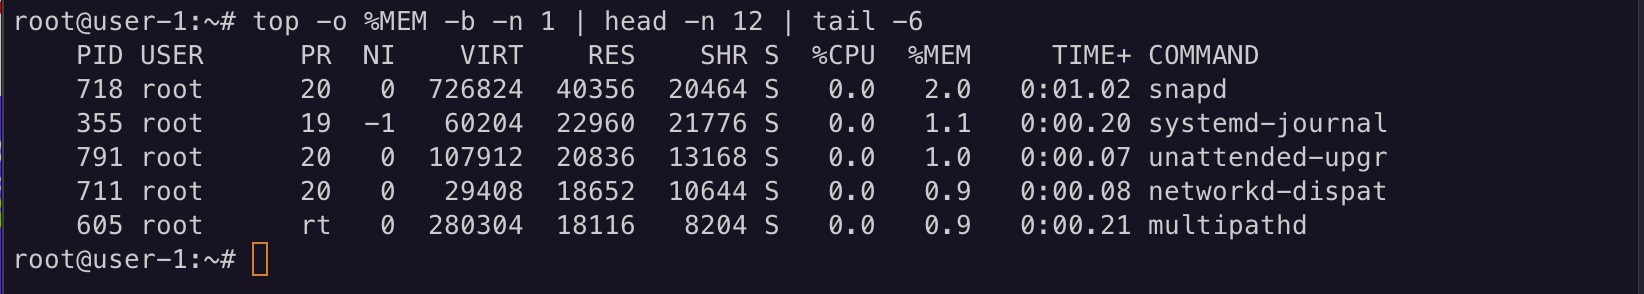 root@user-1:~# top -o %MEM -b -n 1 | head -n 12 | tail -6
    PID USER      PR  NI    VIRT    RES    SHR S  %CPU  %MEM     TIME+ COMMAND
    718 root      20   0  726824  40356  20464 S   0.0   2.0   0:01.02 snapd
    355 root      19  -1   60204  22960  21776 S   0.0   1.1   0:00.20 systemd-journal
    791 root      20   0  107912  20836  13168 S   0.0   1.0   0:00.07 unattended-upgr
    711 root      20   0   29408  18652  10644 S   0.0   0.9   0:00.08 networkd-dispat
    605 root      rt   0  280304  18116   8204 S   0.0   0.9   0:00.21 multipathd
root@user-1:~#